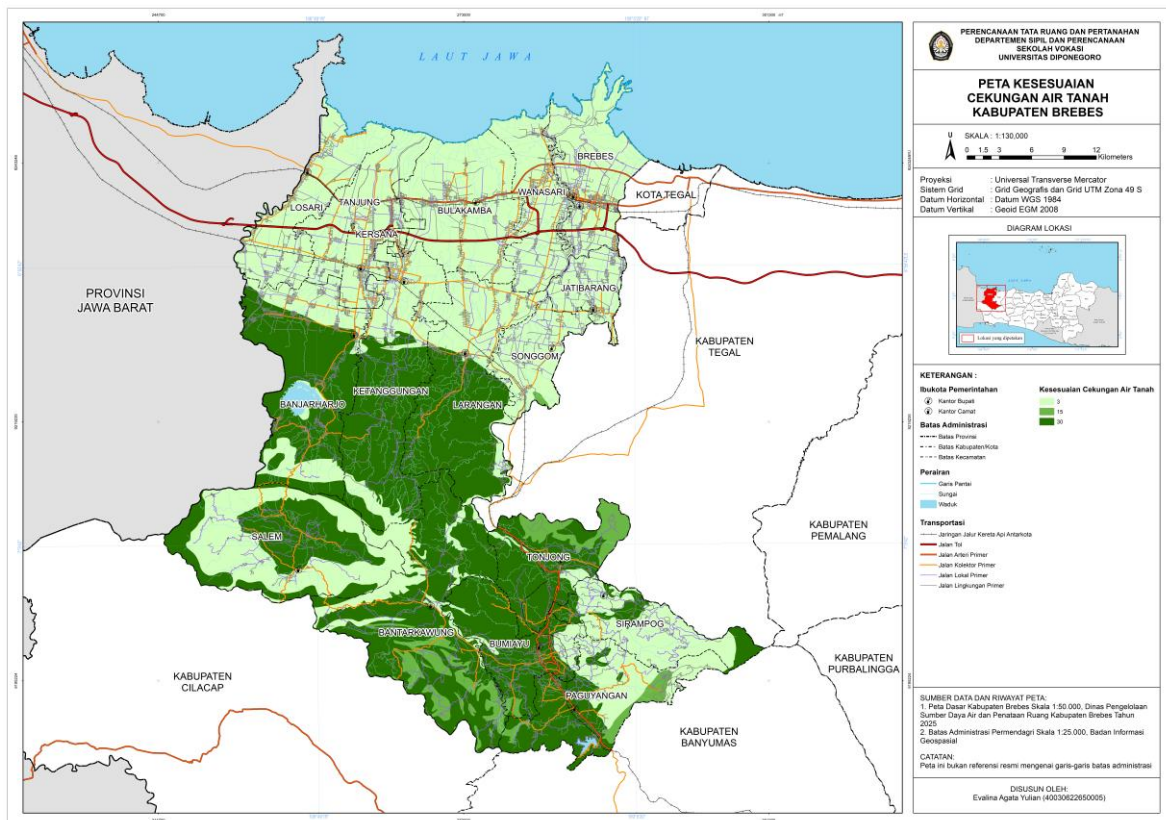 LAUT JAWA
BREBES
WANASARI
KOTA TEGAL
LOSARI
TANJUNG
BULAKAMBA
KERSANA
JATIBARANG
PROVINSI
JAWA BARAT
KABUPATEN
TEGAL
SONGGOM
KETANGGUNGAN
BANJARHARJO
LARANGAN
SALEM
TONJONG
KABUPATEN
PEMALANG
SIRAMPOG
BANTARKAWUNG
BUMIAYU
KABUPATEN
PURBALINGGA
KABUPATEN
CILACAP
PAGUYANGAN
KABUPATEN
BANYUMAS
PERENCANAAN TATA RUANG DAN PERTANAHAN
DEPARTEMEN SIPIL DAN PERENCANAAN
SEKOLAH VOKASI
UNIVERSITAS DIPONEGORO
PETA KESESUAIAN
CEKUNGAN AIR TANAH
KABUPATEN BREBES
U
SKALA : 1:130.000
0 1.5 3 6 9 12
Kilometers
Proyeksi : Universal Transverse Mercator
Sistem Grid : Grid Geografis dan Grid UTM Zona 49 S
Datum Horizontal : Datum WGS 1984
Datum Vertikal : Geoid EGM 2008
DIAGRAM LOKASI
Lokasi yang dipetakan
KETERANGAN :
Ibukota Pemerintahan
Kantor Bupati
Kantor Camat
Batas Administrasi
Batas Provinsi
Batas Kabupaten/Kota
Batas Kecamatan
Perairan
Garis Pantai
Sungai
Waduk
Transportasi
Jaringan Jalur Kereta Api Antarkota
Jalan Tol
Jalan Arteri Primer
Jalan Kolektor Primer
Jalan Lokal Primer
Jalan Lingkungan Primer
Kesesuaian Cekungan Air Tanah
3
15
30
SUMBER DATA DAN RIWAYAT PETA:
1. Peta Dasar Kabupaten Brebes Skala 1:50.000, Dinas Pengelolaan
Sumber Daya Air dan Penataan Ruang Kabupaten Brebes Tahun
2025
2. Batas Administrasi Permendagri Skala 1:25.000, Badan Informasi
Geospasial
CATATAN:
Peta ini bukan referensi resmi mengenai garis-garis batas administrasi
DISUSUN OLEH:
Evalina Agata Yulian (40030622650005)